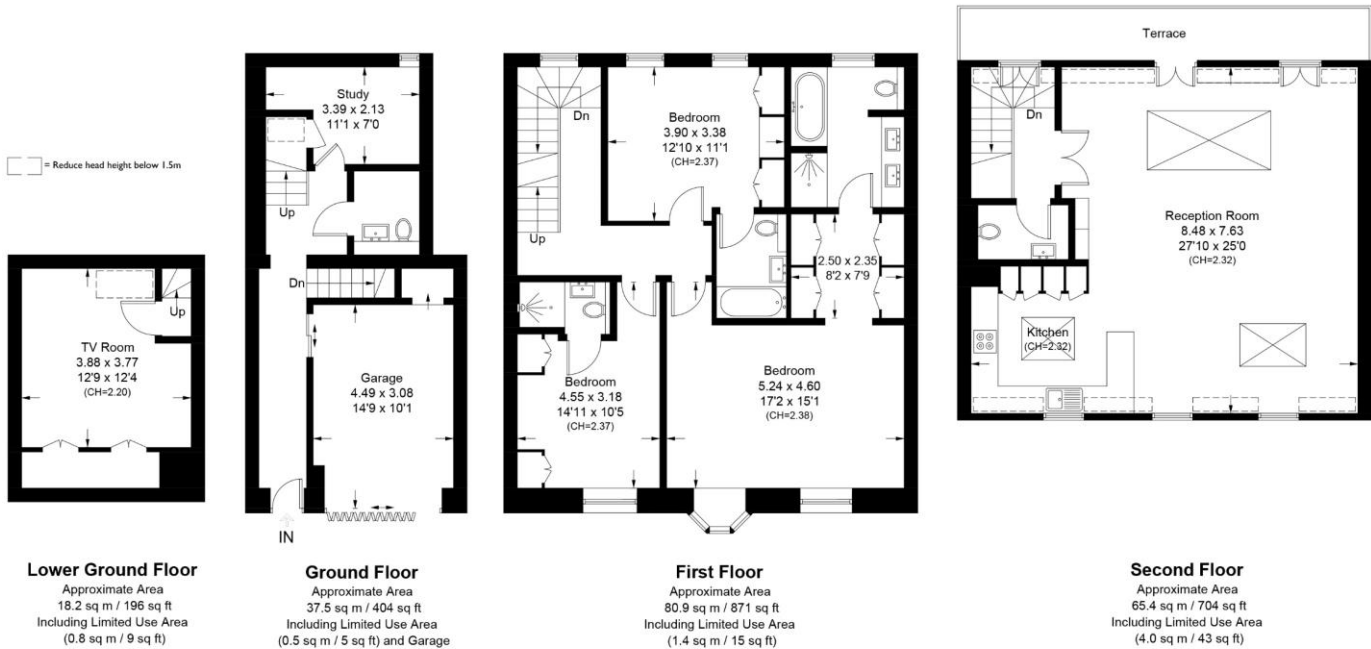 = Reduce head height below 1.5m
TV Room
3.88 x 3.77
12'9 x 12'4
(CH=2.20)
Up
Lower Ground Floor
Approximate Area
18.2 sq m / 196 sq ft
Including Limited Use Area
(0.8 sq m / 9 sq ft)
Study
3.39 x 2.13
11'1 x 7'0
Up
Dn
Garage
4.49 x 3.08
14'9 x 10'1
IN
Ground Floor
Approximate Area
37.5 sq m / 404 sq ft
Including Limited Use Area
(0.5 sq m / 5 sq ft) and Garage
Dn
Up
Bedroom
3.90 x 3.38
12'10 x 11'1
(CH=2.37)
2.50 x 2.35
8'2 x 7'9
Bedroom
4.55 x 3.18
14'11 x 10'5
(CH=2.37)
Bedroom
5.24 x 4.60
17'2 x 15'1
(CH=2.38)
First Floor
Approximate Area
80.9 sq m / 871 sq ft
Including Limited Use Area
(1.4 sq m / 15 sq ft)
Terrace
Dn
Reception Room
8.48 x 7.63
27'10 x 25'0
(CH=2.32)
Kitchen
(CH=2.32)
Second Floor
Approximate Area
65.4 sq m / 704 sq ft
Including Limited Use Area
(4.0 sq m / 43 sq ft)